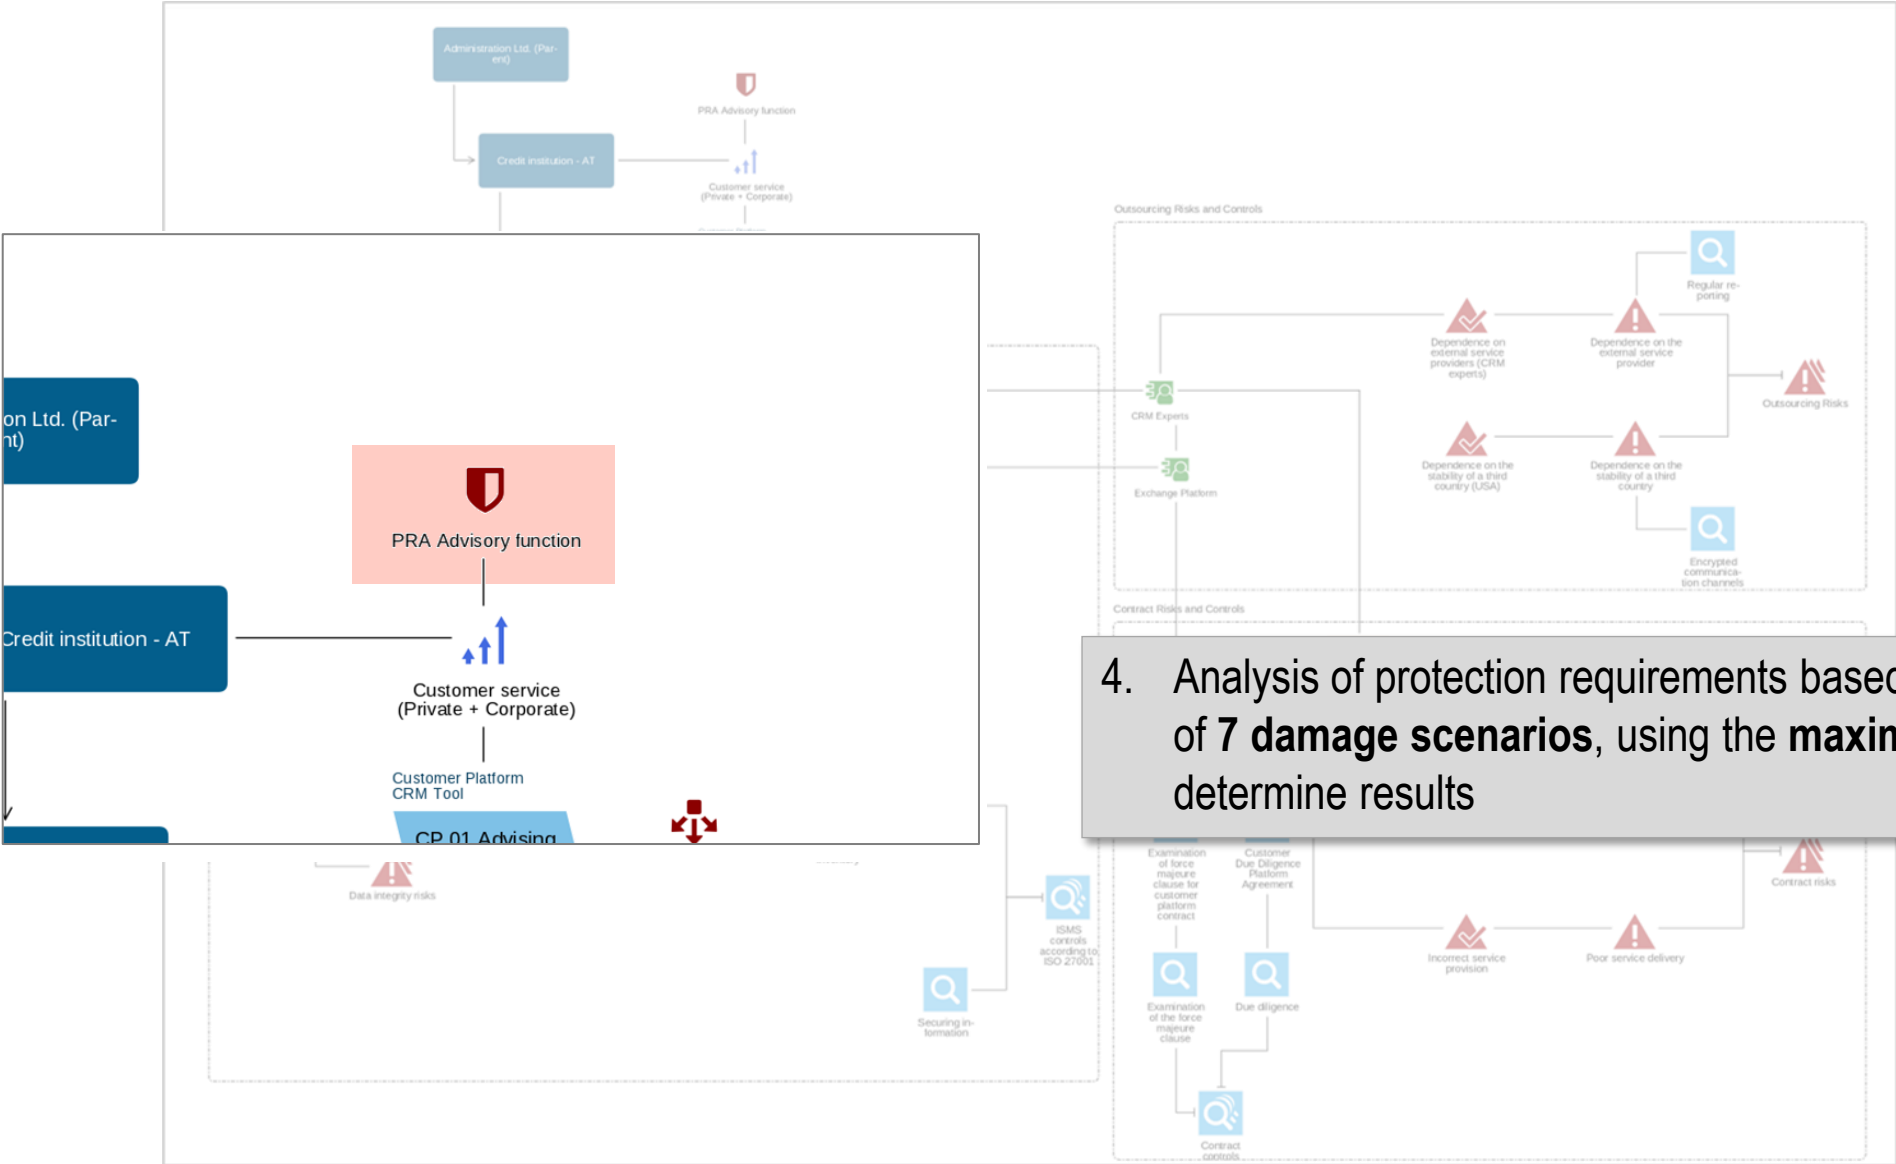 Administration Ltd. (Par-
ent)
PRA Advisory function
Credit institution - AT
Customer service
(Private + Corporate)
on Ltd. (Par-
nt)
PRA Advisory function
Credit institution - AT
Customer service
(Private + Corporate)
Customer Platform
CRM Tool
CP 01 Advising
Outsourcing Risks and Controls
Regular re-
porting
Dependence on
external service
providers (CRM
experts)
Dependence on the
external service
provider
Outsourcing Risks
CRM Experts
Exchange Platform
Dependence on the
stability of a third
country (USA)
Dependence on the
stability of a third
country
Encrypted
communica-
tion channels
Contract Risks and Controls
4. Analysis of protection requirements based
of 7 damage scenarios, using the maxim
determine results
Data integrity risks
ISMS
controls
according to
ISO 27001
Securing in-
formation
Examination
of force
majeure
clause for
customer
platform
contract
Customer
Due Diligence
Platform
Agreement
Contract risks
Incorrect service
provision
Poor service delivery
Examination
of the force
majeure
clause
Due diligence
Contract
controls